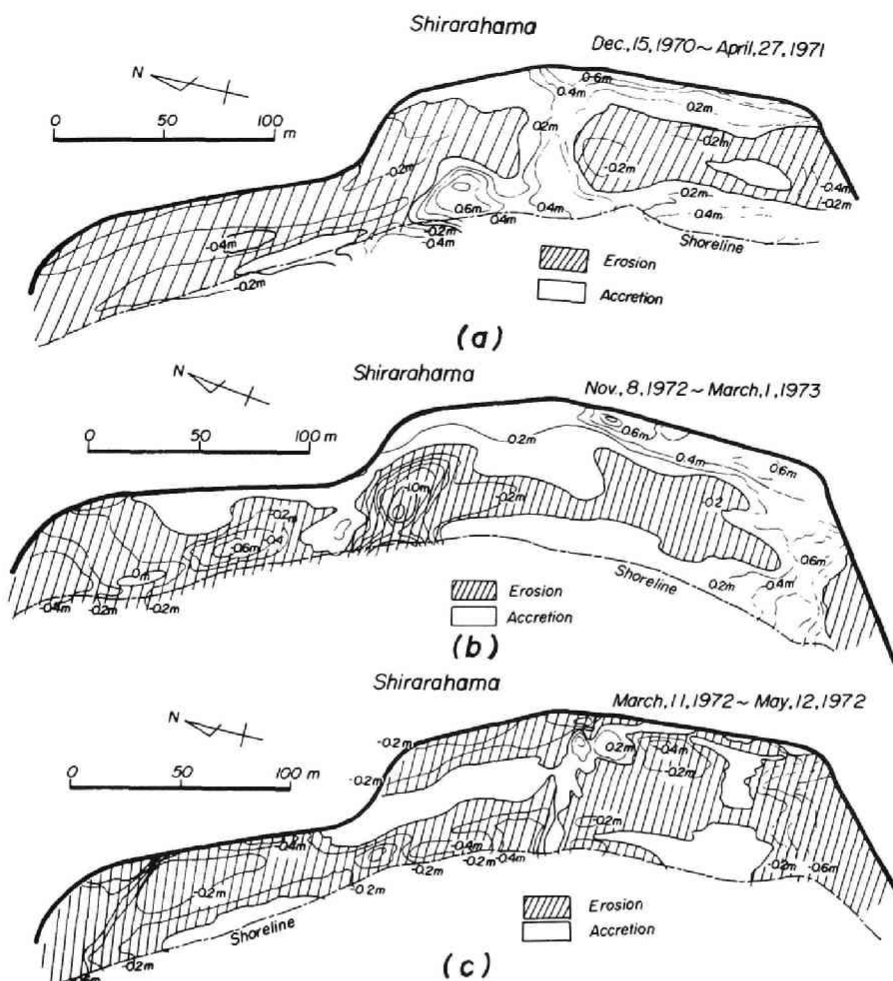 Shirarahama
Dec., 15, 1970 ~ April, 27, 1971
N
0 50 100 m
0.6m
0.4m
0.2m
0.2m
-0.2m
-0.2m
-0.2m
-0.4m
-0.2m
0.2m
0.4m
0.6m
0.4m
0.4m
-0.2m
-0.4m
-0.4m
-0.2m
Shoreline
Erosion
Accretion
(a)
Shirarahama
Nov., 8, 1972 ~ March, 1, 1973
N
0 50 100 m
0.6m
0.2m
0.4m
0.6m
-0.2m
-0.2
-0.2m
-0.6m
0m
0.6m
-0.4m
-0.2m
-0.2m
Shoreline
0.2m
0.4m
Erosion
Accretion
(b)
Shirarahama
March, 11, 1972 ~ May, 12, 1972
N
0 50 100 m
-0.2m
0.2m
-0.4m
-0.2m
-0.2m
-0.4m
-0.2m
-0.4m
-0.2m
-0.2m
-0.4m
-0.2m
-0.2m
-0.2m
-0.6m
-0.2m
Shoreline
Erosion
Accretion
(c)